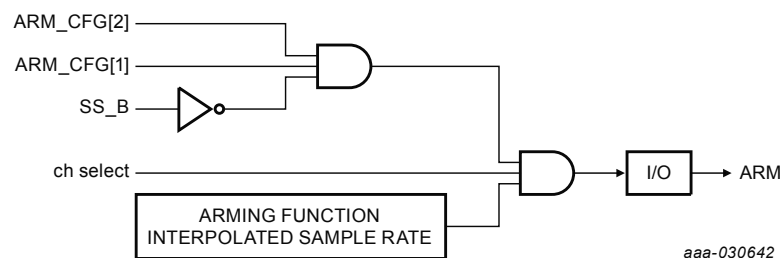 ARM_CFG[2]
ARM_CFG[1]
SS_B
ch select
ARMING FUNCTION
INTERPOLATED SAMPLE RATE
I/O
ARM
aaa-030642